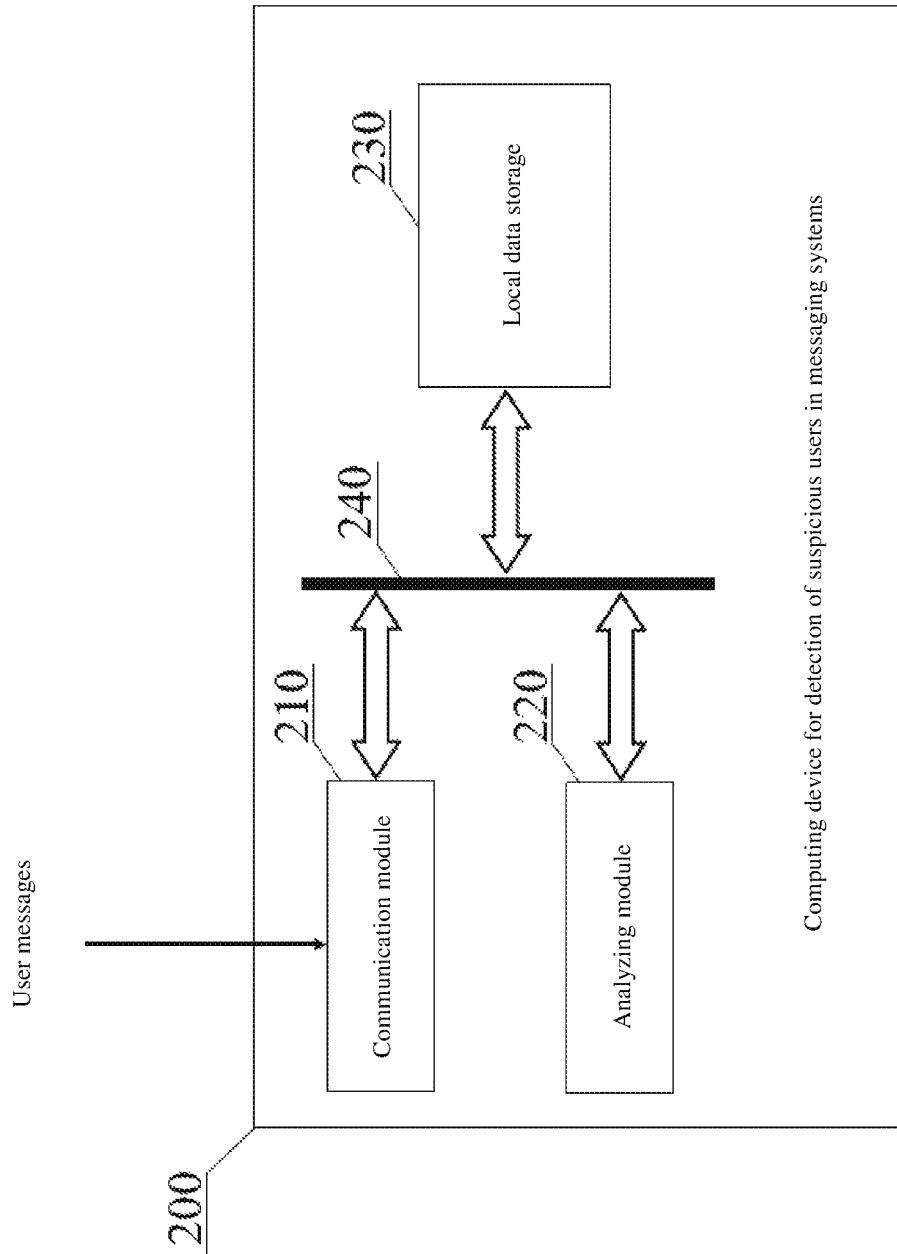 User messages
200
210
Communication module
220
Analyzing module
240
230
Local data storage
Computing device for detection of suspicious users in messaging systems